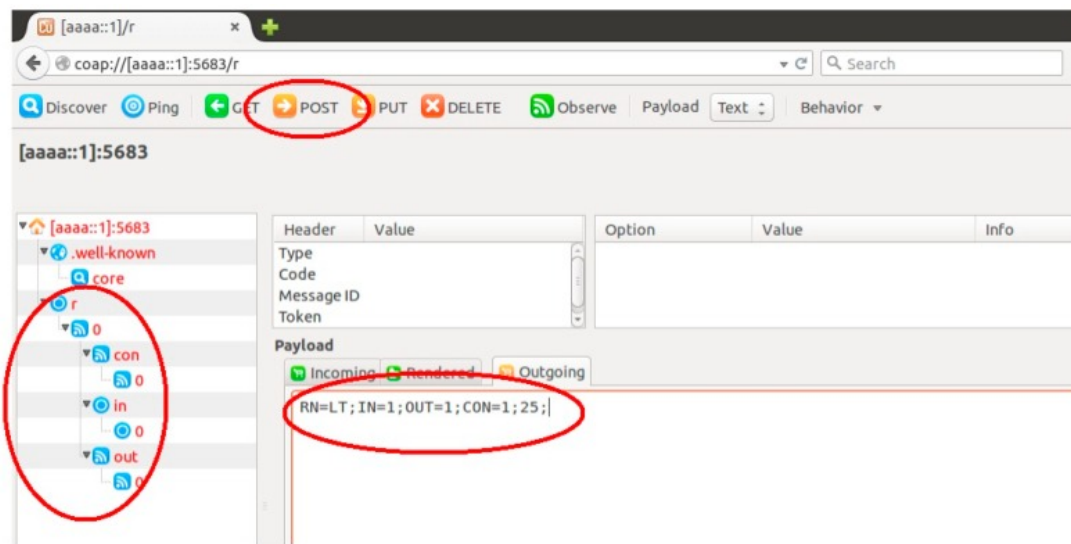 [aaaa::1]/r
coap://[aaaa::1]:5683/r
Search
Discover Ping GET POST PUT DELETE Observe Payload Text Behavior
[aaaa::1]:5683
[aaaa::1]:5683
.well-known
core
r
0
con
0
in
0
out
0
Header Value
Type
Code
Message ID
Token
Option Value Info
Payload
Incoming Rendered Outgoing
RN=LT;IN=1;OUT=1;CON=1;25;